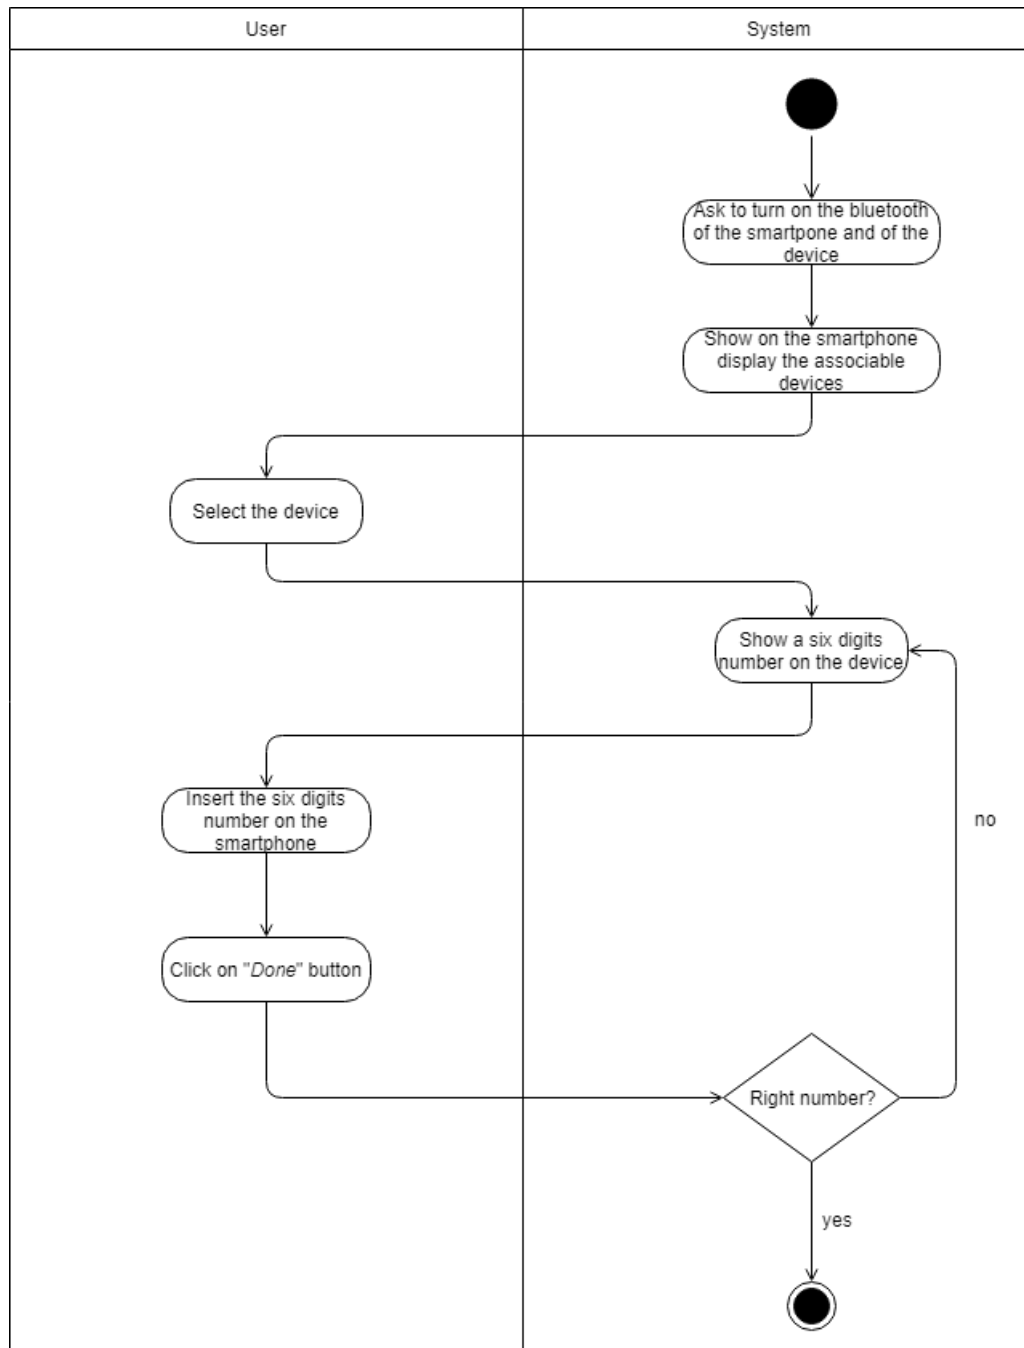 User
System
Ask to turn on the bluetooth
of the smartpone and of the
device
Show on the smartphone
display the associable
devices
Select the device
Show a six digits
number on the device
Insert the six digits
number on the
smartphone
no
Click on "Done" button
Right number?
yes